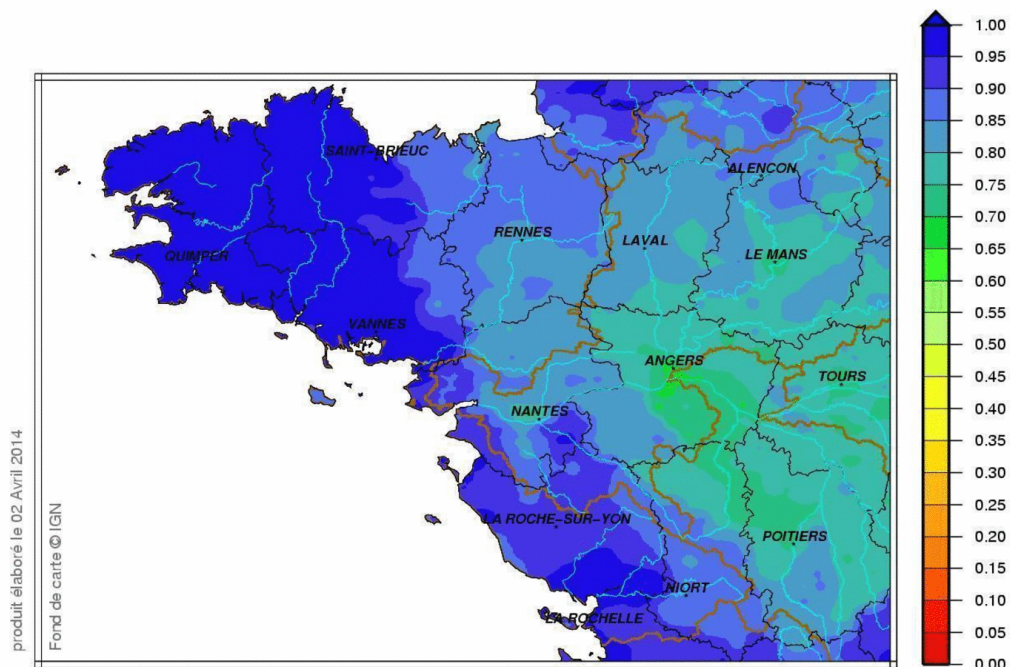 SAINT-BRIEUC
ALENCON
RENNES
LAVAL
LE MANS
QUIMPER
VANNES
ANGERS
TOURS
NANTES
LA ROCHE-SUR-YON
POITIERS
NIORT
LA ROCHELLE
1.00
0.95
0.90
0.85
0.80
0.75
0.70
0.65
0.60
0.55
0.50
0.45
0.40
0.35
0.30
0.25
0.20
0.15
0.10
0.05
0.00
produit élaboré le 02 Avril 2014
Fond de carte © IGN